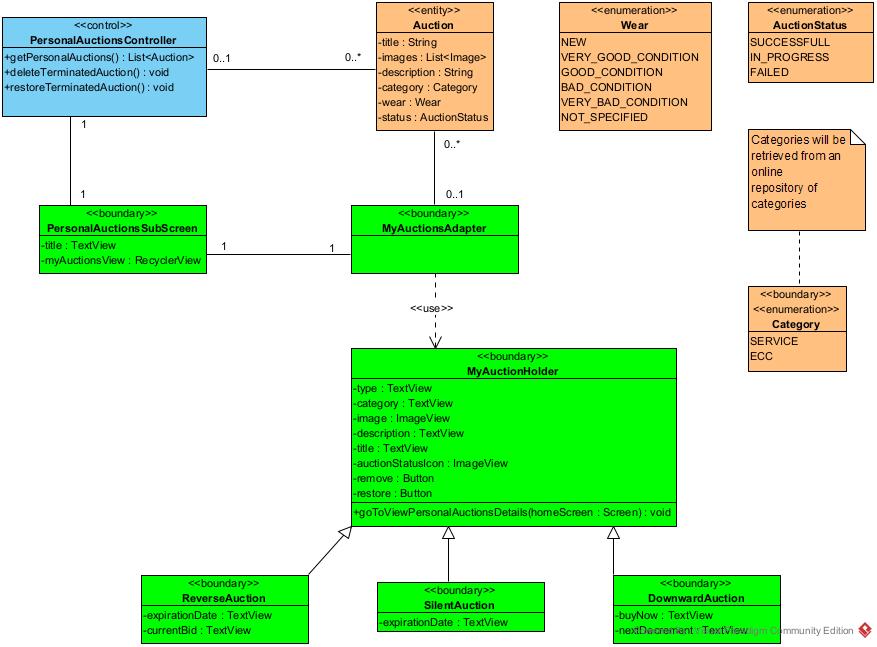 <<control>>
PersonalAuctionsController
+getPersonalAuctions() : List<Auction>
+deleteTerminatedAuction() : void
+restoreTerminatedAuction() : void
0..1
0..*
<<entity>>
Auction
-title : String
-images : List<Image>
-description : String
-category : Category
-wear : Wear
-status : AuctionStatus
<<enumeration>>
Wear
NEW
VERY_GOOD_CONDITION
GOOD_CONDITION
BAD_CONDITION
VERY_BAD_CONDITION
NOT_SPECIFIED
<<enumeration>>
AuctionStatus
SUCCESSFULL
IN_PROGRESS
FAILED
1
1
0..*
0..1
Categories will be
retrieved from an
online
repository of
categories
<<boundary>>
PersonalAuctionsSubScreen
-title : TextView
-myAuctionsView : RecyclerView
1
1
<<boundary>>
MyAuctionsAdapter
<<use>>
<<boundary>>
<<enumeration>>
Category
SERVICE
ECC
<<boundary>>
MyAuctionHolder
-type : TextView
-category : TextView
-image : ImageView
-description : TextView
-title : TextView
-auctionStatusIcon : ImageView
-remove : Button
-restore : Button
+goToViewPersonalAuctionsDetails(homeScreen : Screen) : void
<<boundary>>
ReverseAuction
-expirationDate : TextView
-currentBid : TextView
<<boundary>>
SilentAuction
-expirationDate : TextView
<<boundary>>
DownwardAuction
-buyNow : TextView
-nextDecrement : TextView
Community Edition